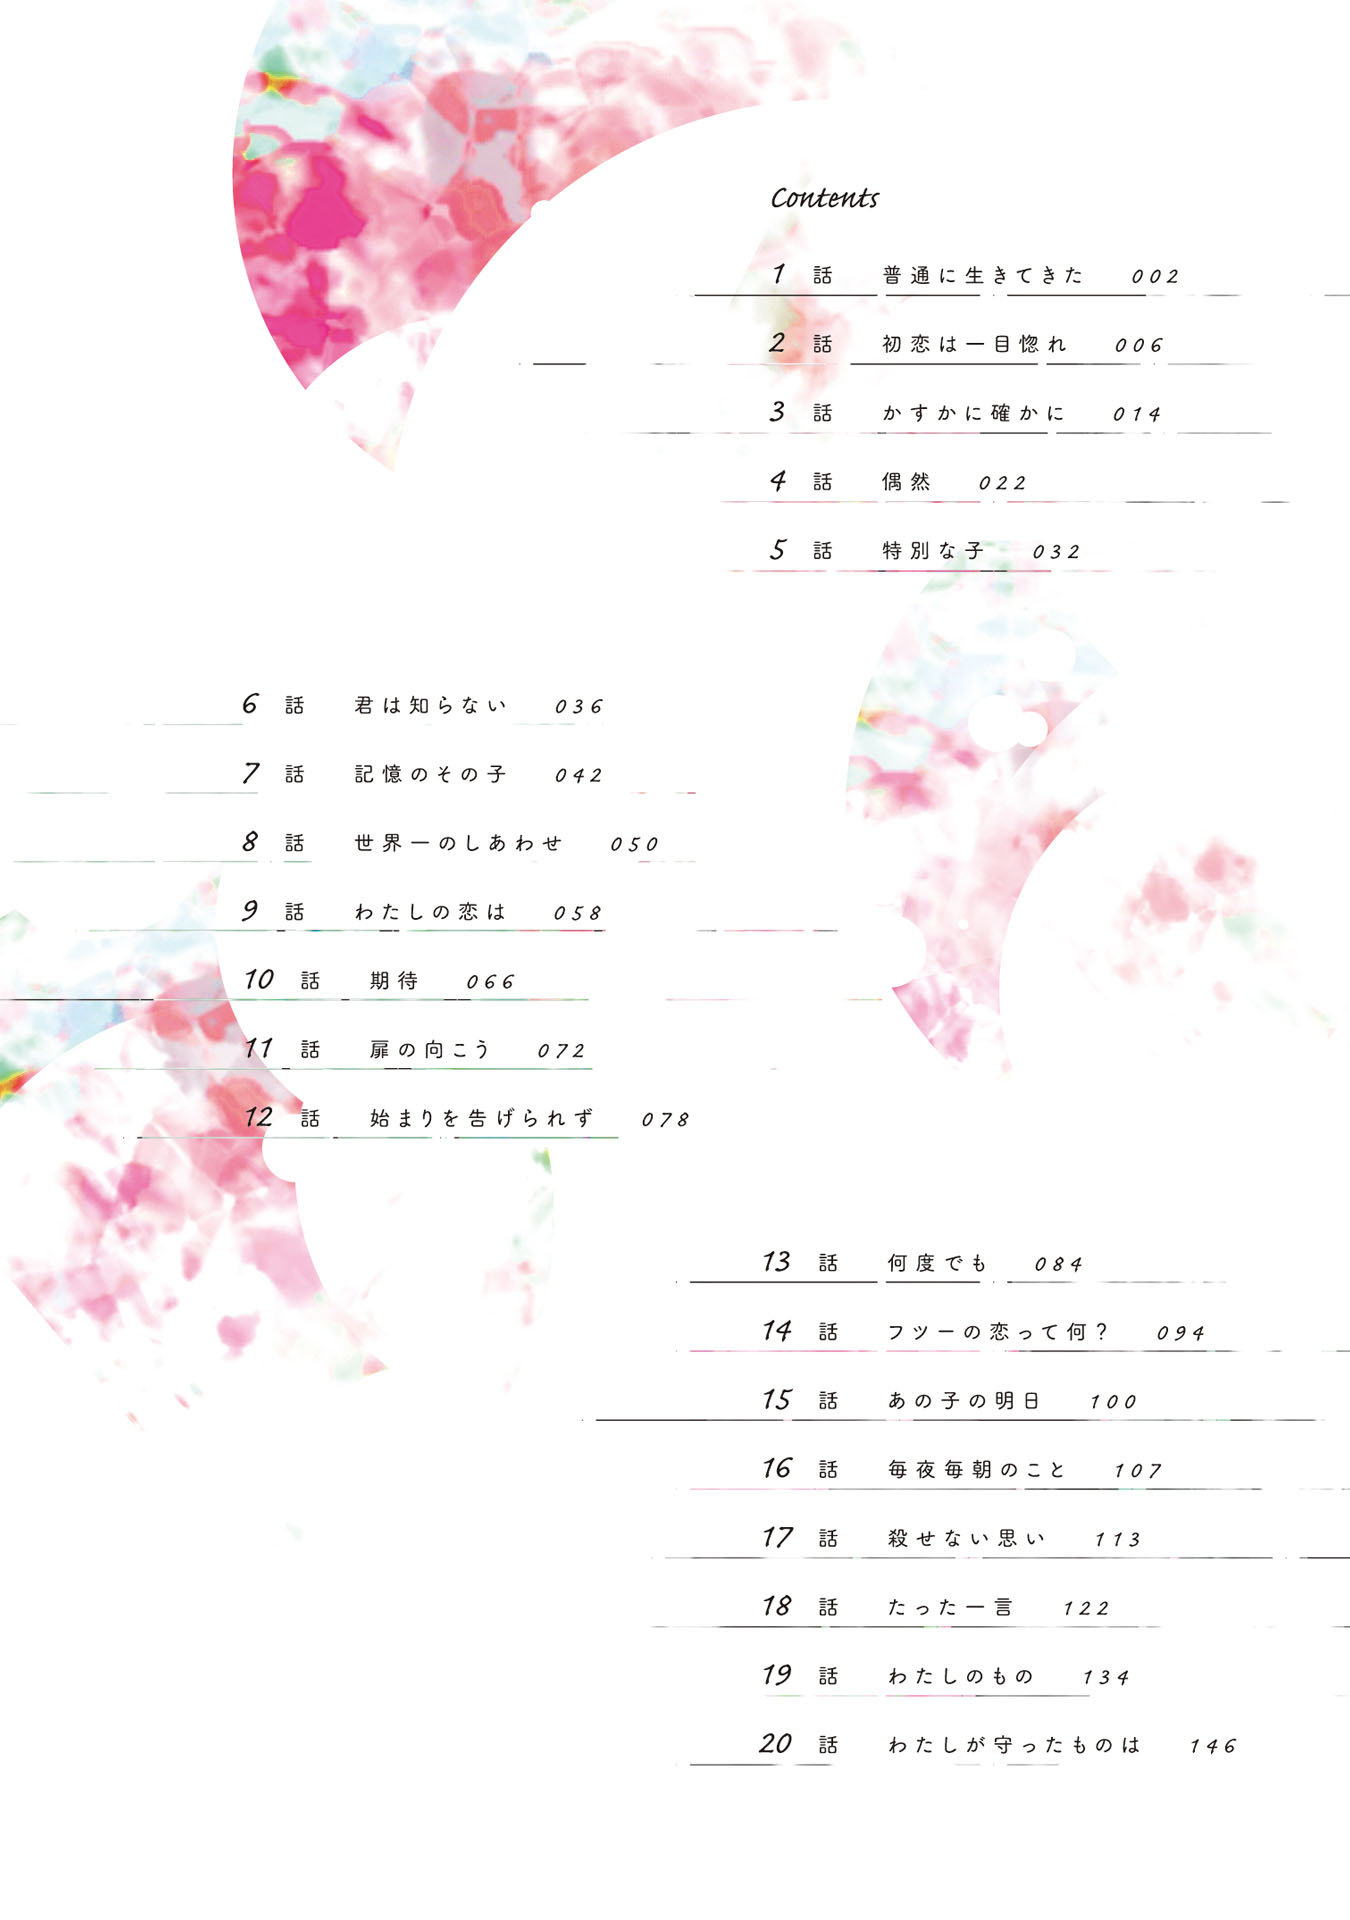 Contents
1 話 普通に生きてきた 002
2 話 初恋は一目惚れ 006
3 話 かすかに確かに 014
4 話 偶然 022
5 話 特別な子 032
6 話 君は知らない 036
7 話 記憶のその子 042
8 話 世界一のしあわせ 050
9 話 わたしの恋は 058
10 話 期待 066
11 話 扉の向こう 072
12 話 始まりを告げられず 078
13 話 何度でも 084
14 話 フツーの恋って何？ 094
15 話 あの子の明日 100
16 話 毎夜毎朝のこと 107
17 話 殺せない思い 113
18 話 たった一言 122
19 話 わたしのもの 134
20 話 わたしが守ったものは 146